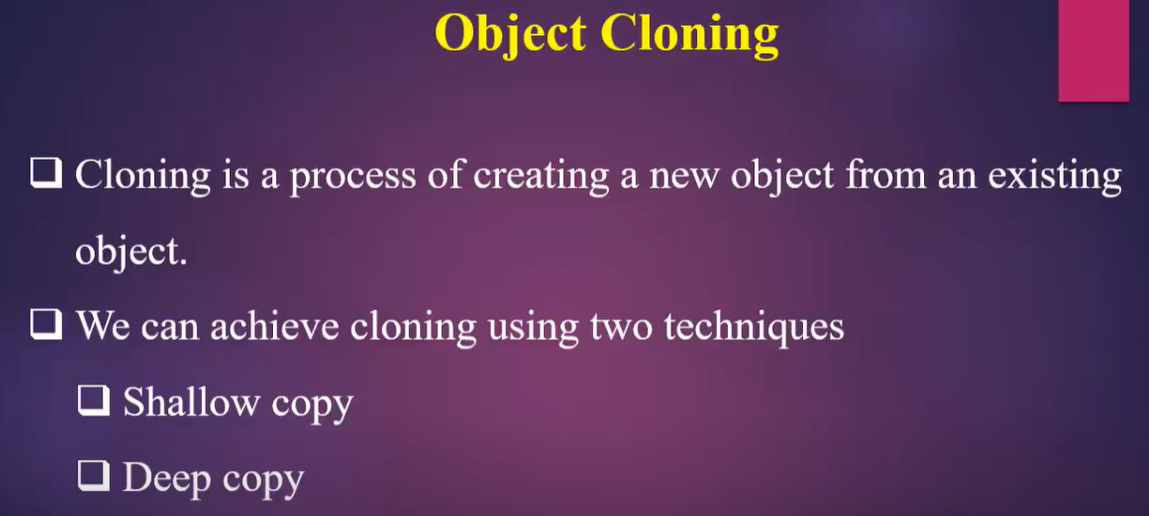 Object Cloning
❑ Cloning is a process of creating a new object from an existing
object.
❑ We can achieve cloning using two techniques
❑ Shallow copy
❑ Deep copy